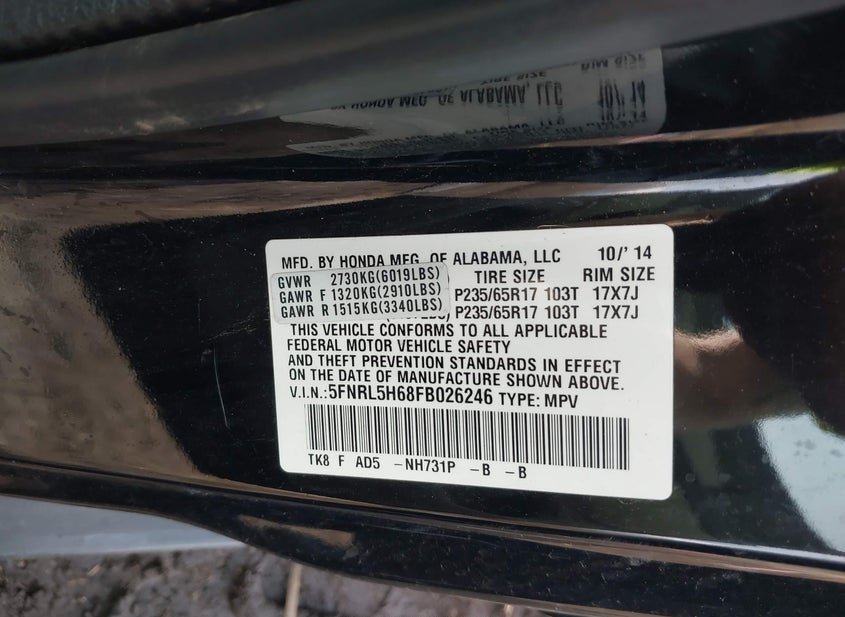 MFD. BY HONDA MFG. OF ALABAMA, LLC 10/'14
GVWR 2730KG(6019LBS) TIRE SIZE RIM SIZE
GAWR F 1320KG(2910LBS) P235/65R17 103T 17X7J
GAWR R 1515KG(3340LBS) P235/65R17 103T 17X7J
THIS VEHICLE CONFORMS TO ALL APPLICABLE
FEDERAL MOTOR VEHICLE SAFETY
AND THEFT PREVENTION STANDARDS IN EFFECT
ON THE DATE OF MANUFACTURE SHOWN ABOVE.
V.I.N.:5FNRL5H68FB026246 TYPE: MPV
TK8 F AD5 -NH731P -B -B